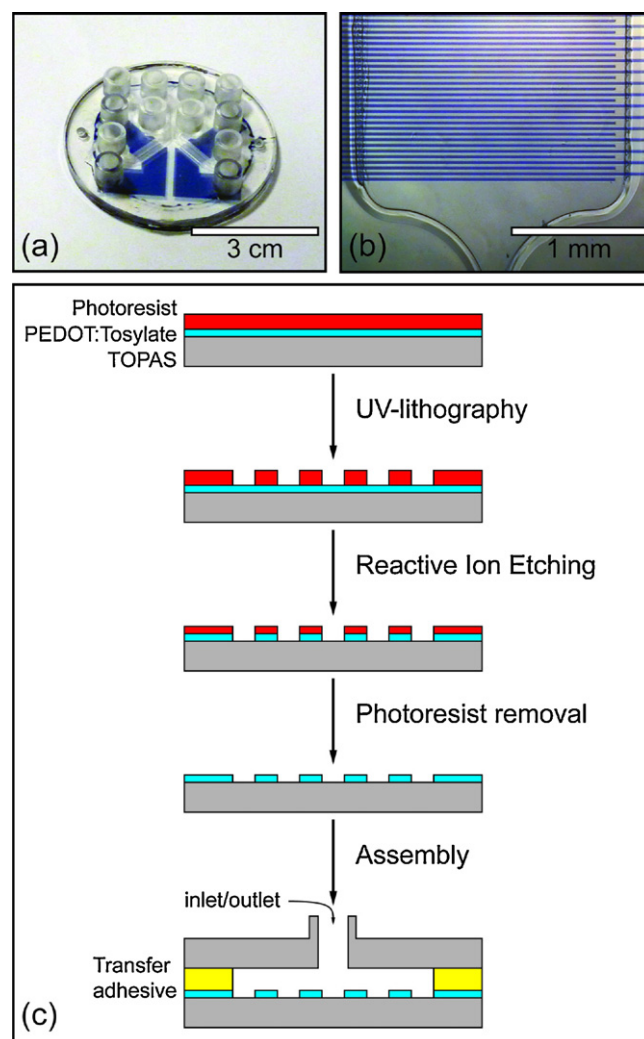 (a)
3 cm
(b)
1 mm
Photoresist
PEDOT:Tosylate
TOPAS
UV-lithography
Reactive Ion Etching
Photoresist removal
Assembly
inlet/outlet
Transfer
adhesive
(c)